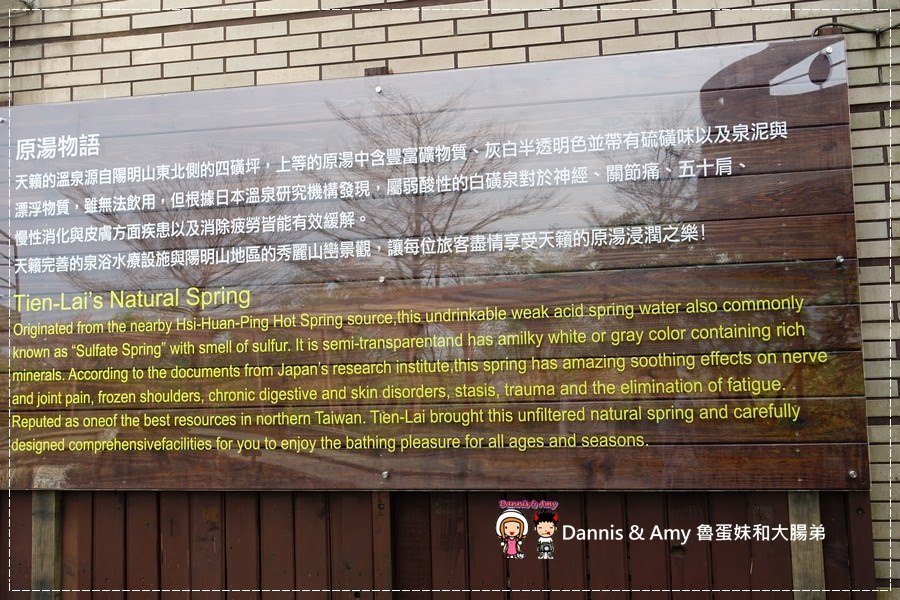 原湯物語
天籟的溫泉源自陽明山東北側的四磺坪，上等的原湯中含豐富礦物質、灰白半透明色並帶有硫磺味以及泉泥與
漂浮物質，雖無法飲用，但根據日本溫泉研究機構發現，屬弱酸性的白磺泉對於神經、關節痛、五十肩、
慢性消化與皮膚方面疾患以及消除疲勞皆能有效緩解。
天籟完善的泉浴水療設施與陽明山地區的秀麗山巒景觀，讓每位旅客盡情享受天籟的原湯浸潤之樂！
Tien-Lai's Natural Spring
Originated from the nearby Hsi-Huan-Ping Hot Spring source,this undrinkable weak acid spring water also commonly
known as “Sulfate Spring” with smell of sulfur. It is semi-transparentand has amilky white or gray color containing rich
minerals. According to the documents from Japan's research institute,this spring has amazing soothing effects on nerve
and joint pain, frozen shoulders, chronic digestive and skin disorders, stasis, trauma and the elimination of fatigue.
Reputed as oneof the best resources in northern Taiwan. Tien-Lai brought this unfiltered natural spring and carefully
designed comprehensivefacilities for you to enjoy the bathing pleasure for all ages and seasons.
Dannis & Amy
Dannis & Amy 魯蛋妹和大腸弟